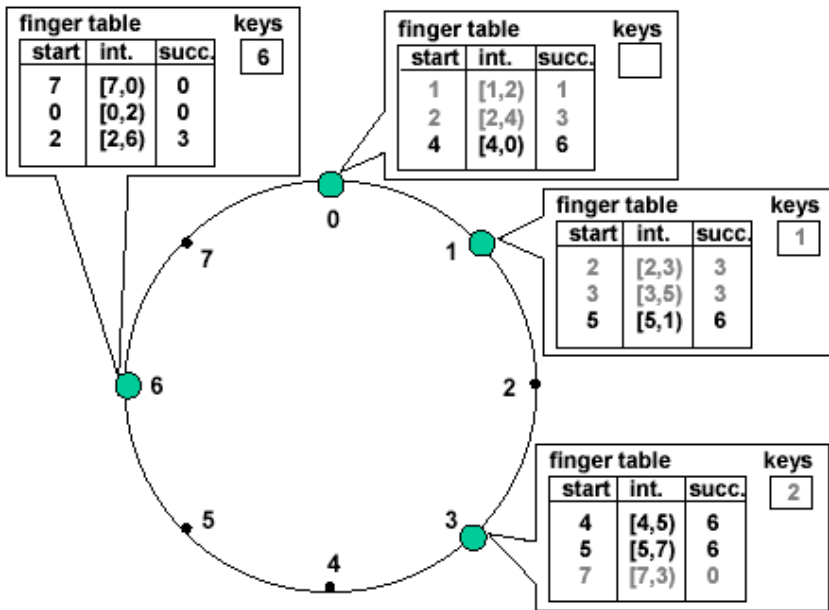 finger table keys
start int. succ. 6
7 [7,0) 0
0 [0,2) 0
2 [2,6) 3
finger table keys
start int. succ.
1 [1,2) 1
2 [2,4) 3
4 [4,0) 6
finger table keys
start int. succ. 1
2 [2,3) 3
3 [3,5) 3
5 [5,1) 6
finger table keys
start int. succ. 2
4 [4,5) 6
5 [5,7) 6
7 [7,3) 0
0
1
2
3
4
5
6
7